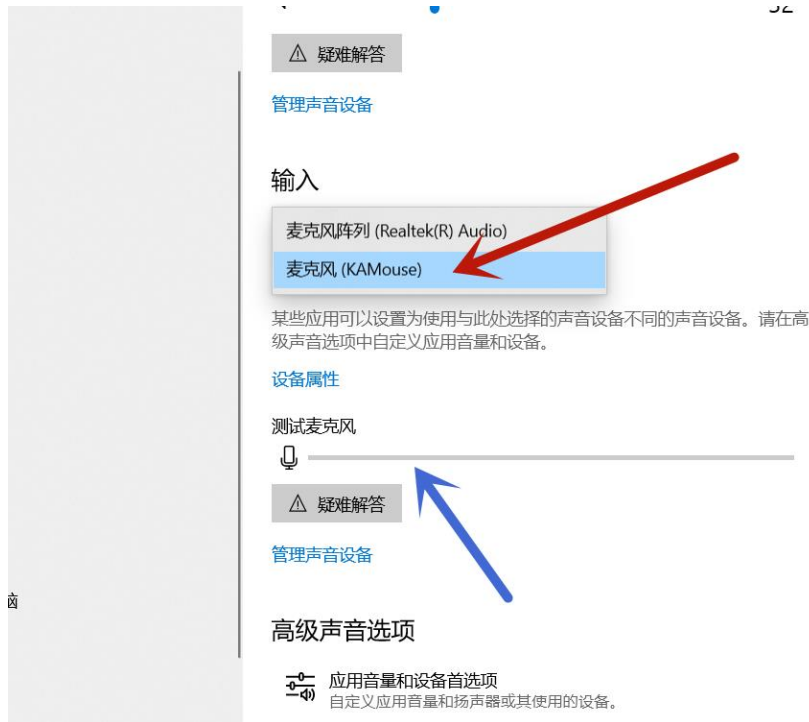 疑难解答
管理声音设备
输入
麦克风阵列 (Realtek(R) Audio)
麦克风 (KAMouse)
某些应用可以设置为使用与此处选择的声音设备不同的声音设备。请在高
级声音选项中自定义应用音量和设备。
设备属性
测试麦克风
疑难解答
管理声音设备
脑
高级声音选项
应用音量和设备首选项
自定义应用音量和扬声器或其使用的设备。